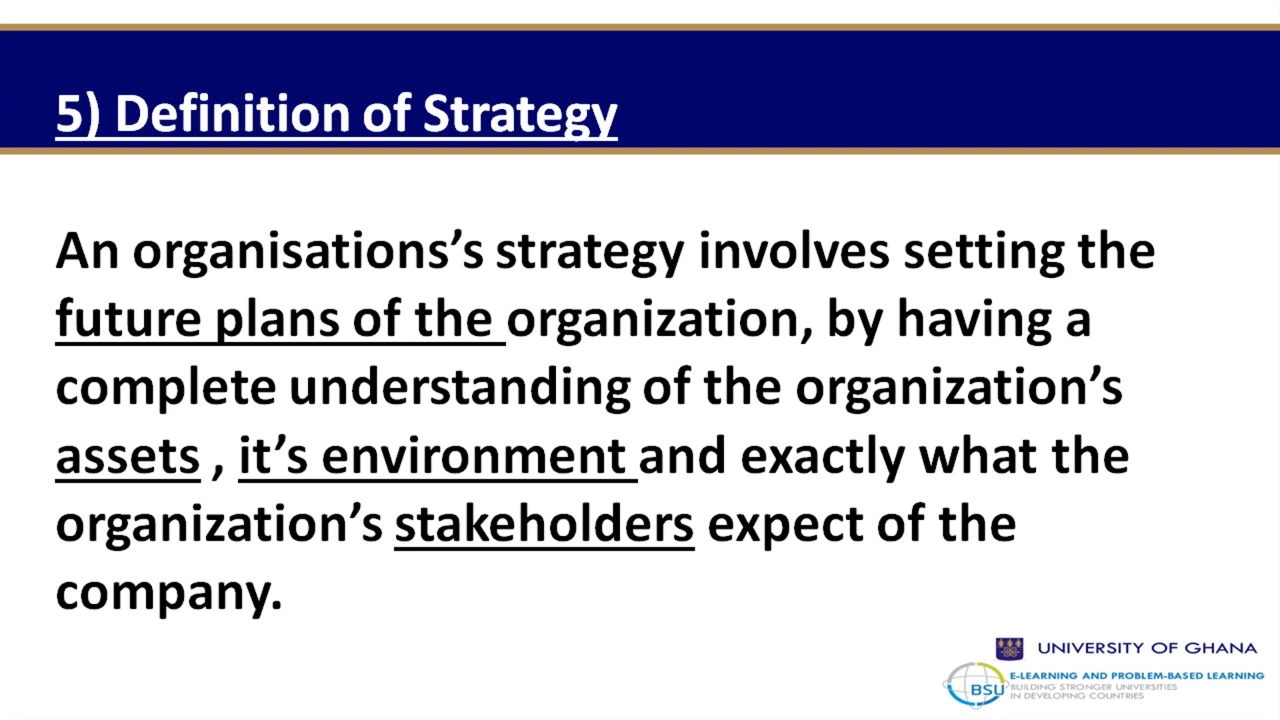 5) Definition of Strategy
An organisations’s strategy involves setting the
future plans of the organization, by having a
complete understanding of the organization’s
assets , it’s environment and exactly what the
organization’s stakeholders expect of the
company.
UNIVERSITY OF GHANA
BSU
E-LEARNING AND PROBLEM-BASED LEARNING
BUILDING STRONGER UNIVERSITIES
IN DEVELOPING COUNTRIES